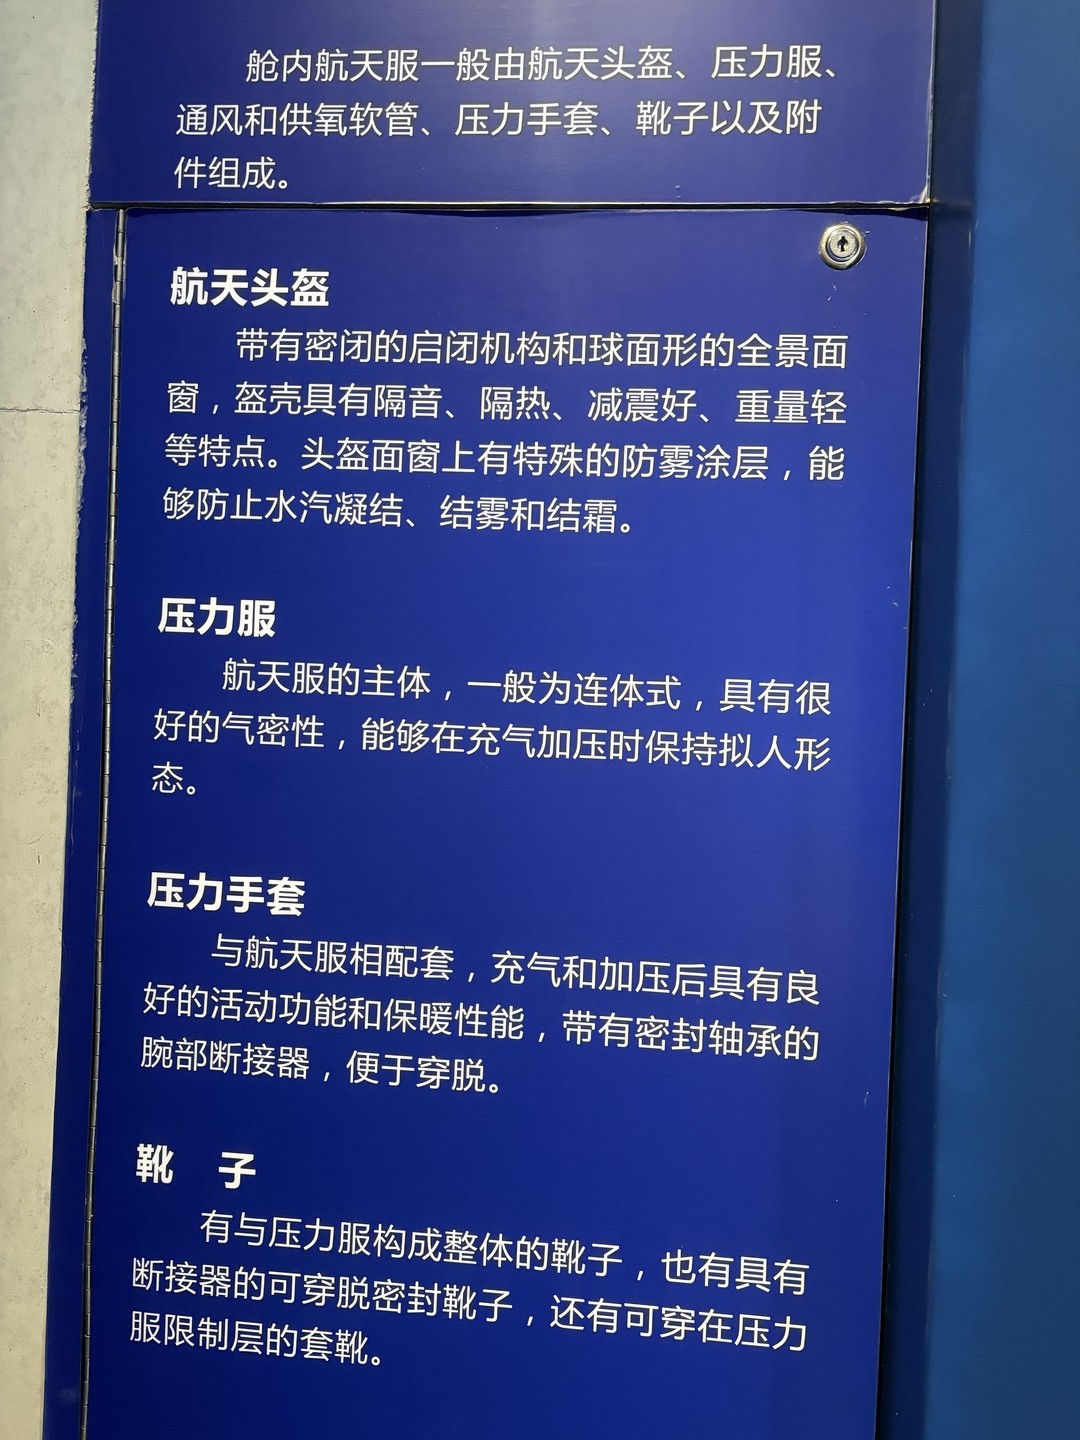 舱内航天服一般由航天头盔、压力服、
通风和供氧软管、压力手套、靴子以及附
件组成。
航天头盔
带有密闭的启闭机构和球面形的全景面
窗，盔壳具有隔音、隔热、减震好、重量轻
等特点。头盔面窗上有特殊的防雾涂层，能
够防止水汽凝结、结雾和结霜。
压力服
航天服的主体，一般为连体式，具有很
好的气密性，能够在充气加压时保持拟人形
态。
压力手套
与航天服相配套，充气和加压后具有良
好的活动功能和保暖性能，带有密封轴承的
腕部断接器，便于穿脱。
靴 子
有与压力服构成整体的靴子，也有具有
断接器的可穿脱密封靴子，还有可穿在压力
服限制层的套靴。